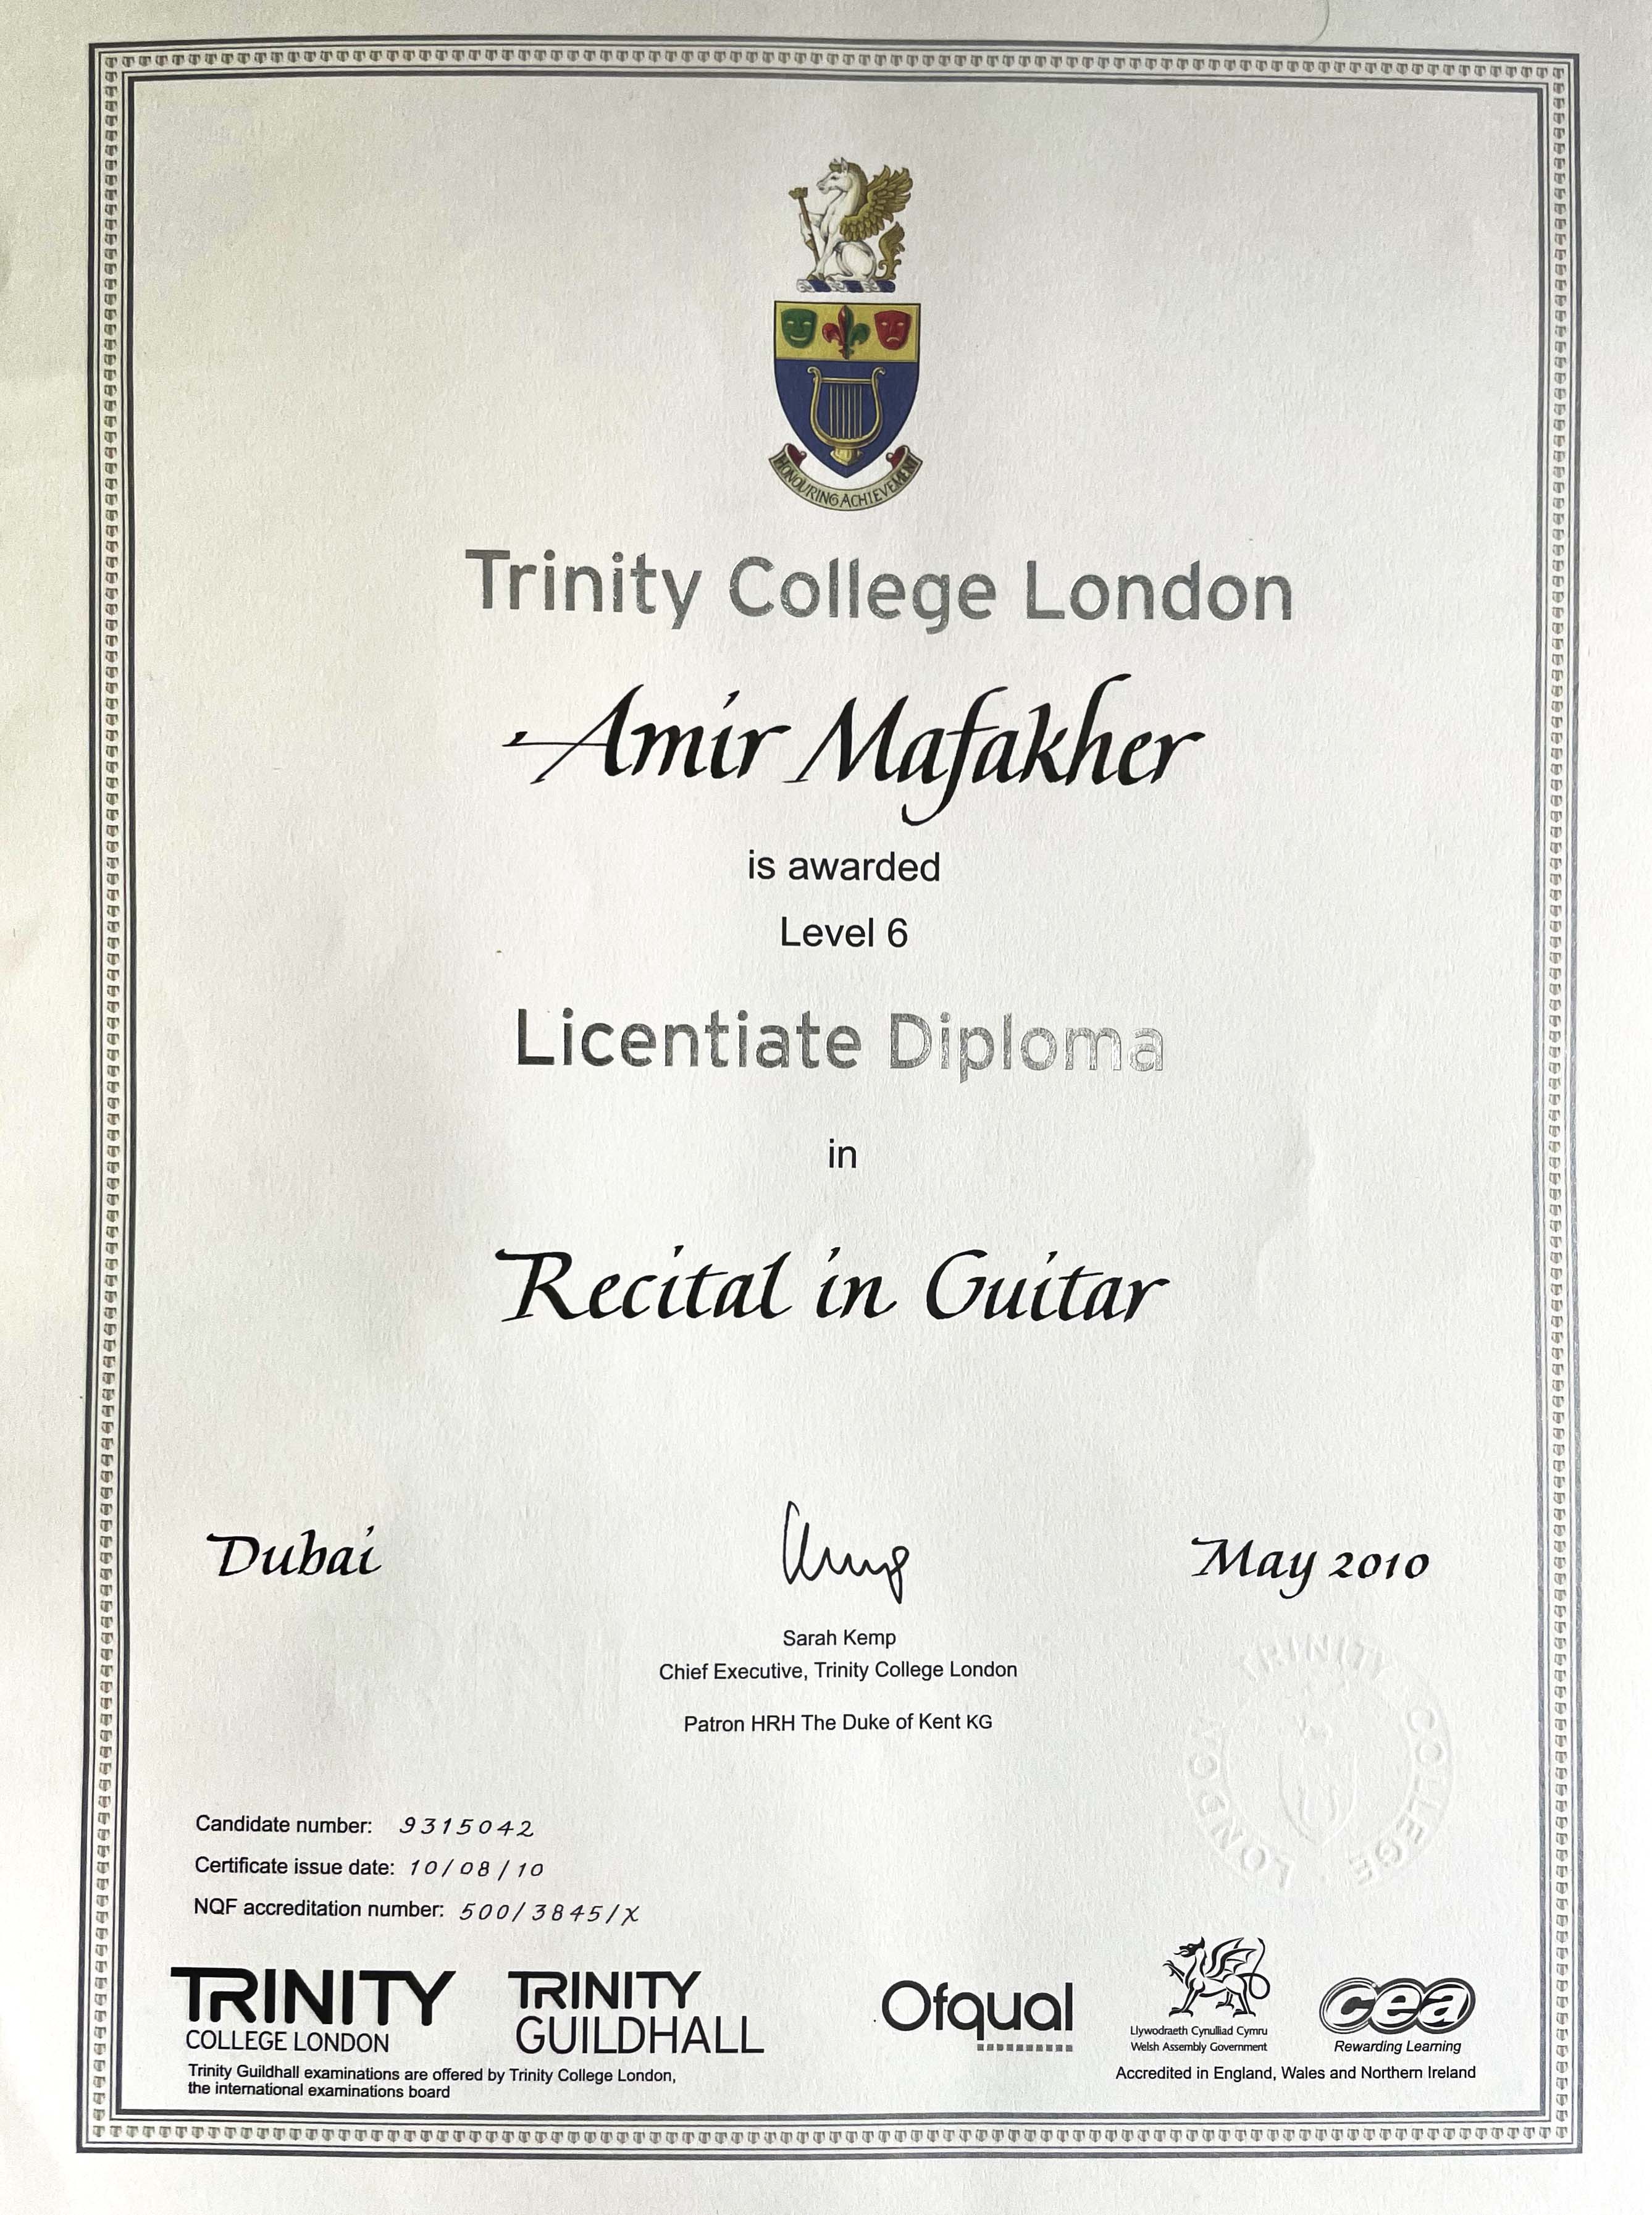 HONOURING ACHIEVEMENT
Trinity College London
Amir Mafakher
is awarded
Level 6
Licentiate Diploma
in
Recital in Guitar
Dubai
May 2010
Sarah Kemp
Chief Executive, Trinity College London
Patron HRH The Duke of Kent KG
TRINITY COLLEGE LONDON
Candidate number: 9315042
Certificate issue date: 10/08/10
NQF accreditation number: 500/3845/X
TRINITY
COLLEGE LONDON
TRINITY
GUILDHALL
Trinity Guildhall examinations are offered by Trinity College London,
the international examinations board
Ofqual
Llywodraeth Cynulliad Cymru
Welsh Assembly Government
cea
Rewarding Learning
Accredited in England, Wales and Northern Ireland